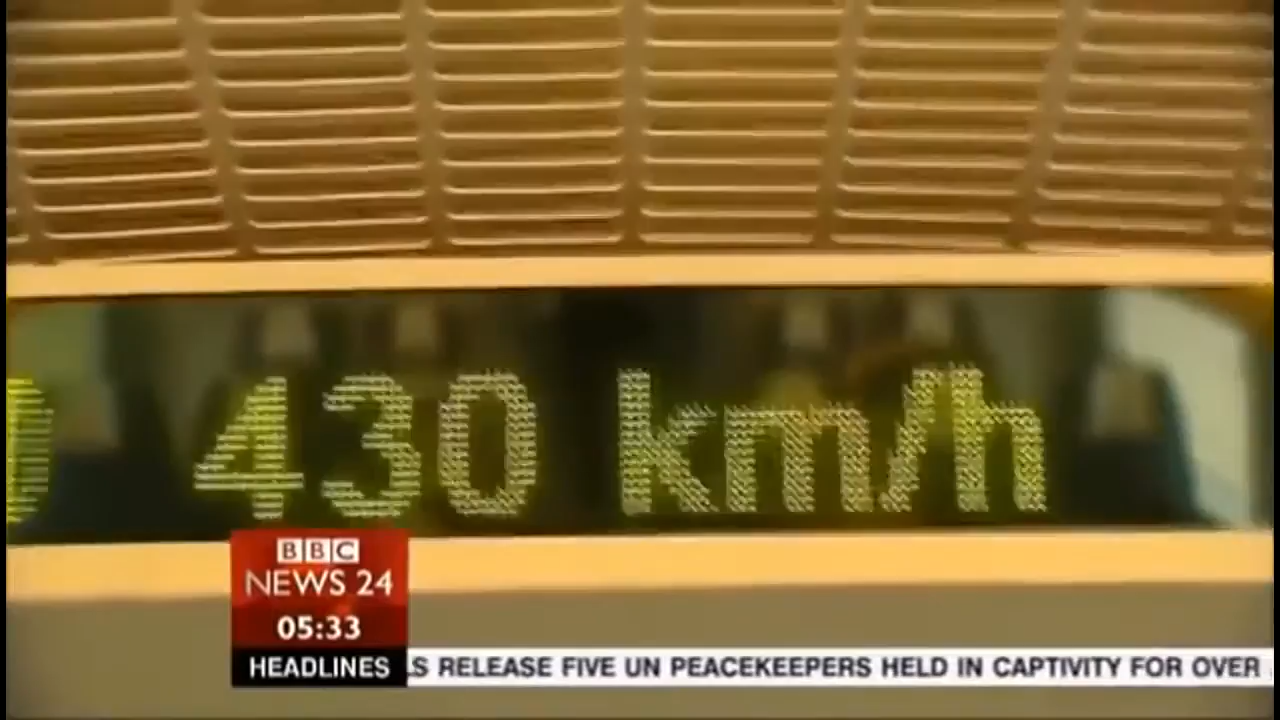 430 km/h
BBC
NEWS 24
05:33
HEADLINES
RELEASE FIVE UN PEACEKEEPERS HELD IN CAPTIVITY FOR OVER